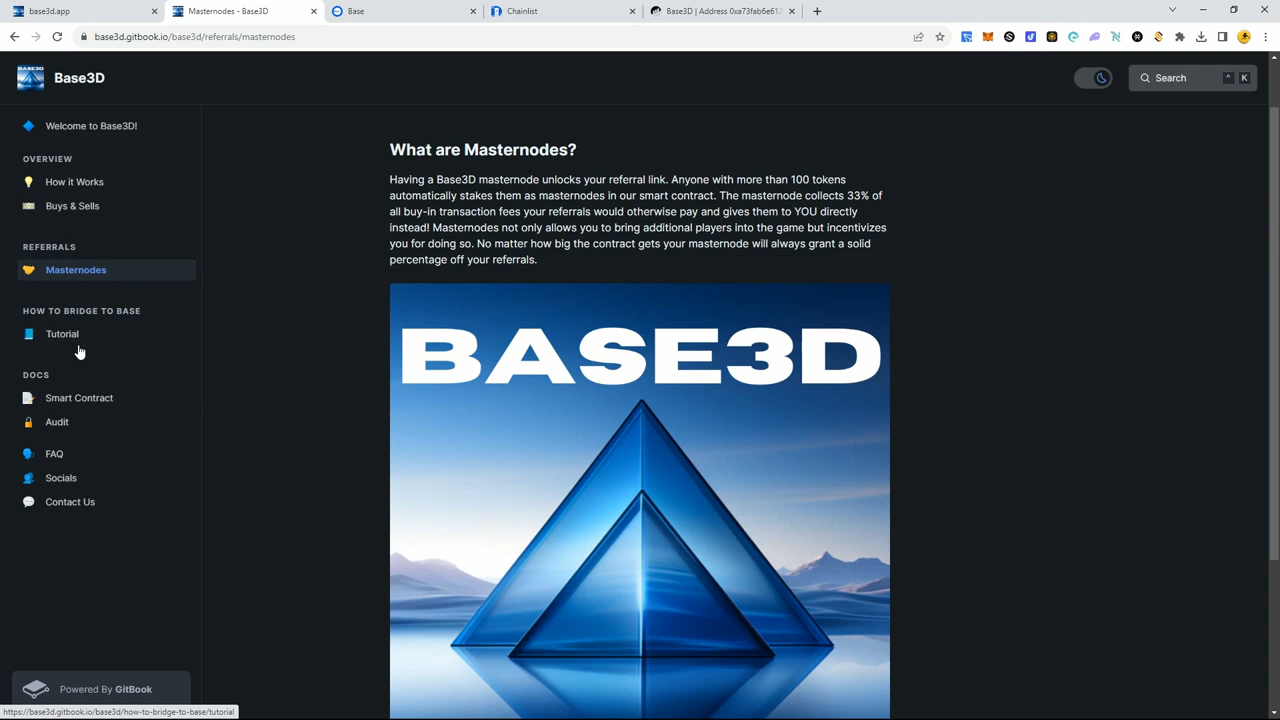 base3d.app
Masternodes - Base3D
Base
Chainlist
Base3D | Address 0xa73fab6e61
base3d.gitbook.io/base3d/referrals/masternodes
BASE3D
Base3D
Search
^
K
Welcome to Base3D!
OVERVIEW
How it Works
Buys & Sells
REFERRALS
Masternodes
HOW TO BRIDGE TO BASE
Tutorial
DOCS
Smart Contract
Audit
FAQ
Socials
Contact Us
Powered By GitBook
https://base3d.gitbook.io/base3d/how-to-bridge-to-base/tutorial
What are Masternodes?
Having a Base3D masternode unlocks your referral link. Anyone with more than 100 tokens
automatically stakes them as masternodes in our smart contract. The masternode collects 33% of
all buy-in transaction fees your referrals would otherwise pay and gives them to YOU directly
instead! Masternodes not only allows you to bring additional players into the game but incentivizes
you for doing so. No matter how big the contract gets your masternode will always grant a solid
percentage off your referrals.
BASE3D